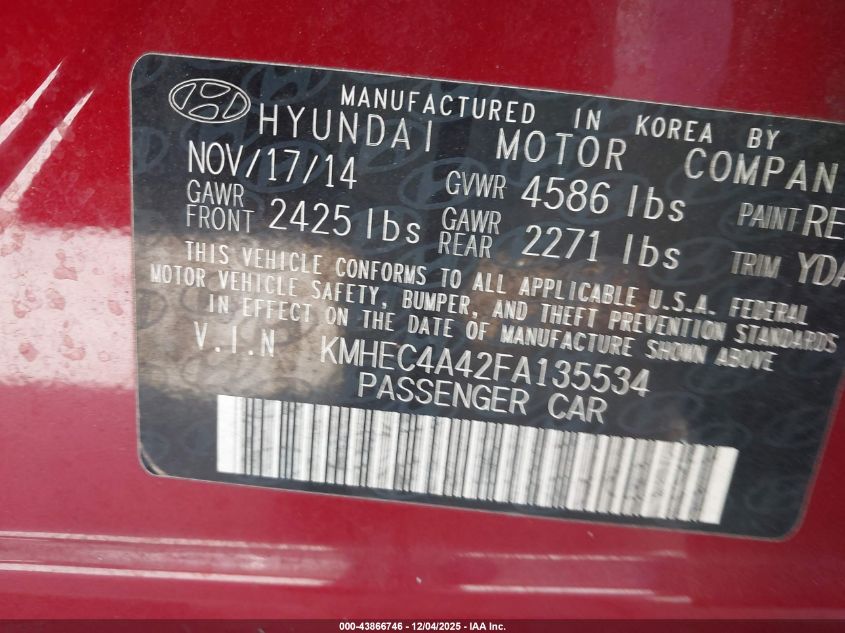 MANUFACTURED IN KOREA BY
HYUNDAI MOTOR COMPAN
NOV/17/14 GVWR 4586 lbs PAINT RE
GAWR FRONT 2425 lbs GAWR REAR 2271 lbs TRIM YDA
THIS VEHICLE CONFORMS TO ALL APPLICABLE U.S.A. FEDERAL
MOTOR VEHICLE SAFETY, BUMPER, AND THEFT PREVENTION STANDARDS
IN EFFECT ON THE DATE OF MANUFACTURE SHOWN ABOVE
V.I.N KMHEC4A42FA135534
PASSENGER CAR
000-43866746 - 12/04/2025 - IAA Inc.